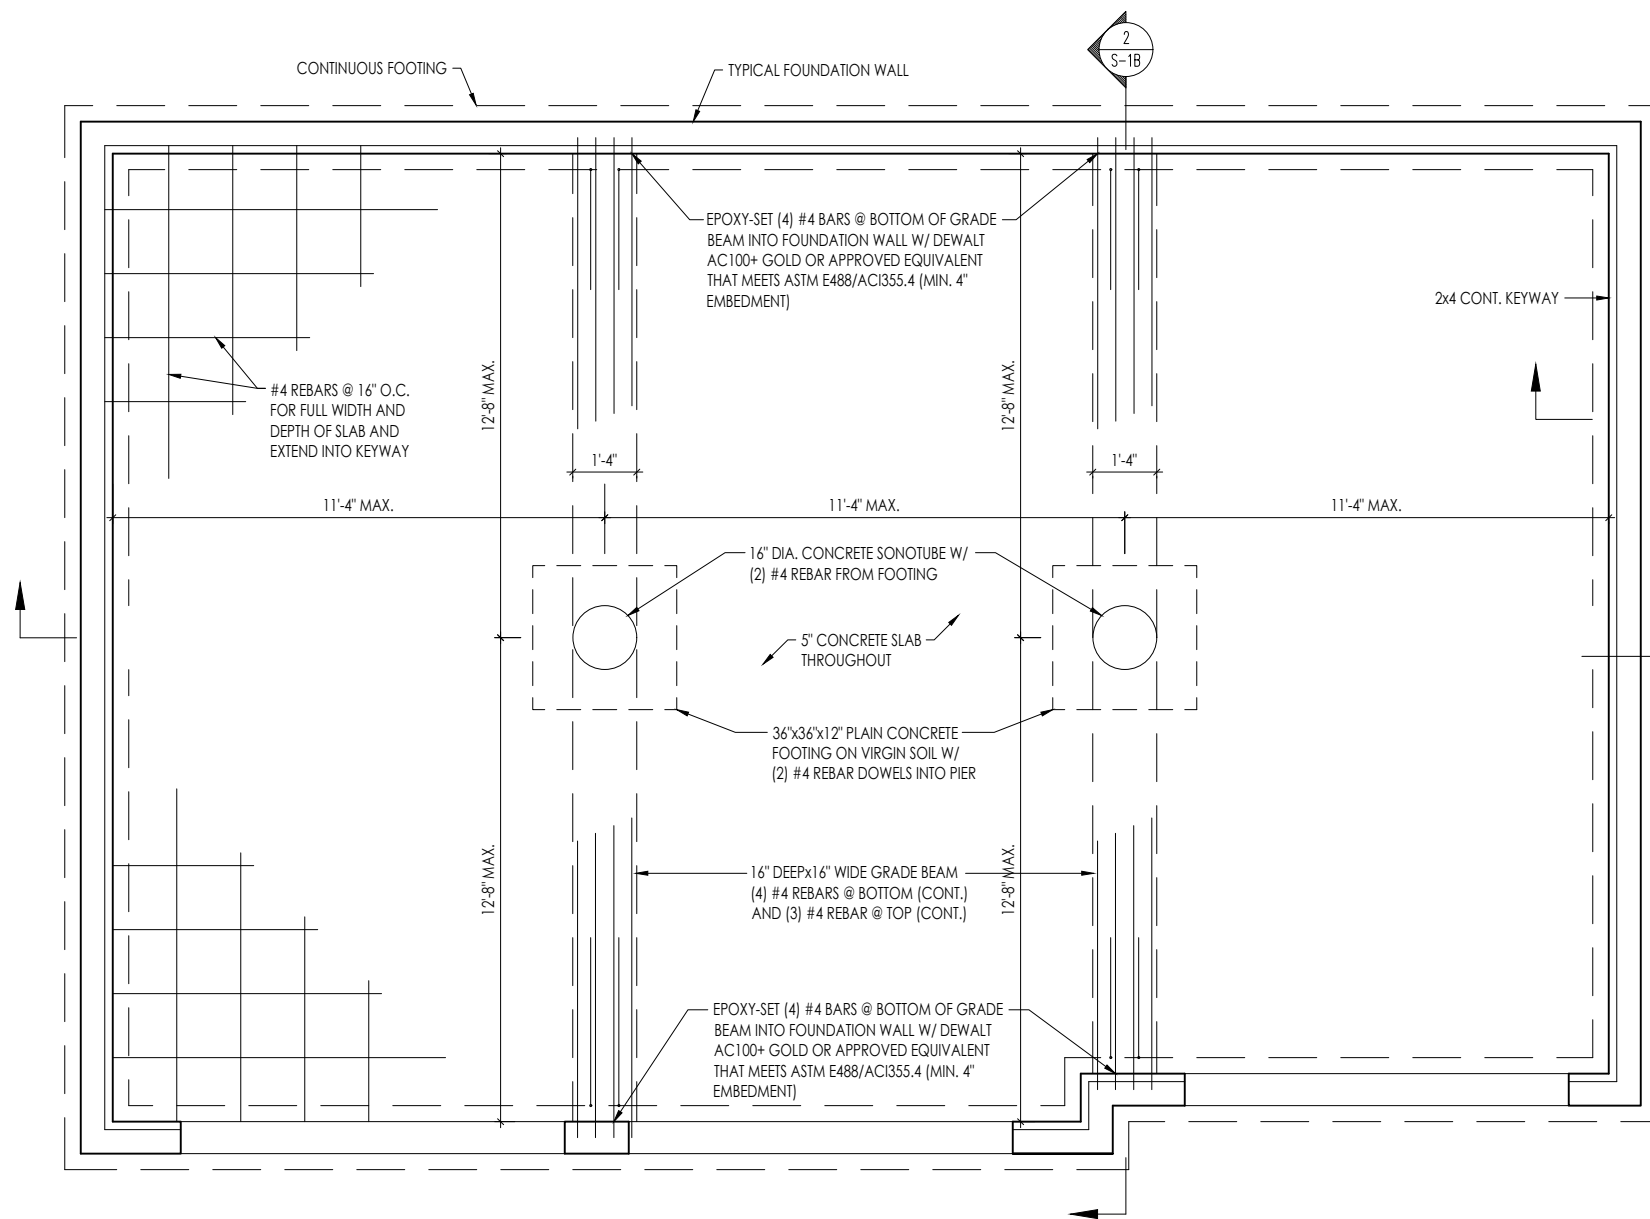 2
S-1B
CONTINUOUS FOOTING
TYPICAL FOUNDATION WALL
EPOXY-SET (4) #4 BARS @ BOTTOM OF GRADE
BEAM INTO FOUNDATION WALL W/ DEWALT
AC100+ GOLD OR APPROVED EQUIVALENT
THAT MEETS ASTM E488/ACI355.4 (MIN. 4"
EMBEDMENT)
2x4 CONT. KEYWAY
#4 REBARS @ 16" O.C.
FOR FULL WIDTH AND
DEPTH OF SLAB AND
EXTEND INTO KEYWAY
12'-8" MAX.
12'-8" MAX.
1'-4"
1'-4"
11'-4" MAX.
11'-4" MAX.
11'-4" MAX.
16" DIA. CONCRETE SONOTUBE W/
(2) #4 REBAR FROM FOOTING
5" CONCRETE SLAB
THROUGHOUT
36"x36"x12" PLAIN CONCRETE
FOOTING ON VIRGIN SOIL W/
(2) #4 REBAR DOWELS INTO PIER
12'-8" MAX.
12'-8" MAX.
16" DEEPx16" WIDE GRADE BEAM
(4) #4 REBARS @ BOTTOM (CONT.)
AND (3) #4 REBAR @ TOP (CONT.)
EPOXY-SET (4) #4 BARS @ BOTTOM OF GRADE
BEAM INTO FOUNDATION WALL W/ DEWALT
AC100+ GOLD OR APPROVED EQUIVALENT
THAT MEETS ASTM E488/ACI355.4 (MIN. 4"
EMBEDMENT)